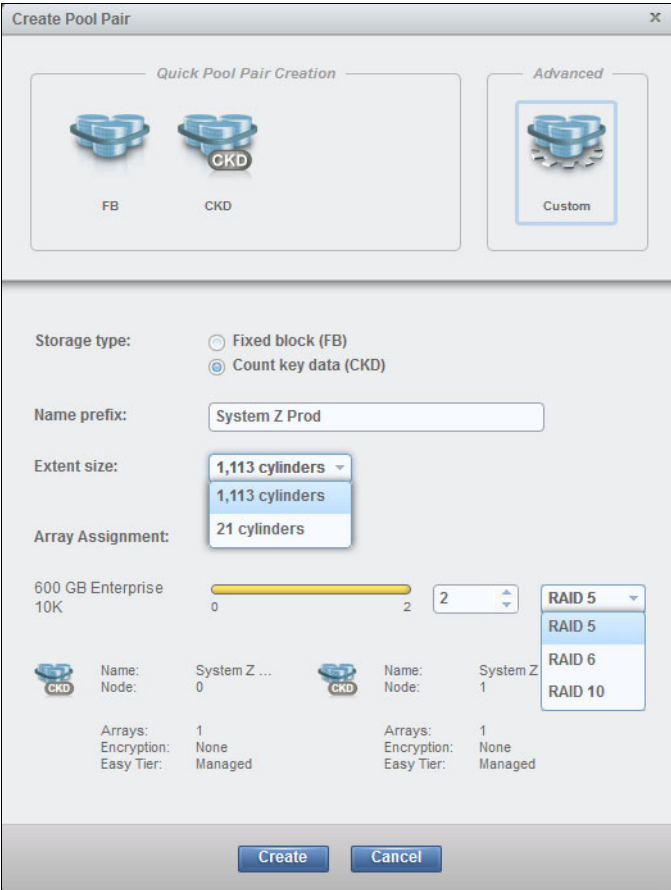 Create Pool Pair x
Quick Pool Pair Creation
Advanced
CKD
FB
CKD
Custom
Storage type:
Fixed block (FB)
Count key data (CKD)
Name prefix:
System Z Prod
Extent size:
1,113 cylinders
1,113 cylinders
21 cylinders
Array Assignment:
600 GB Enterprise
10K
0
2
2
RAID 5
RAID 5
RAID 6
RAID 10
CKD
Name: System Z ...
Node: 0
Arrays: 1
Encryption: None
Easy Tier: Managed
CKD
Name: System Z
Node: 1
Arrays: 1
Encryption: None
Easy Tier: Managed
Create
Cancel